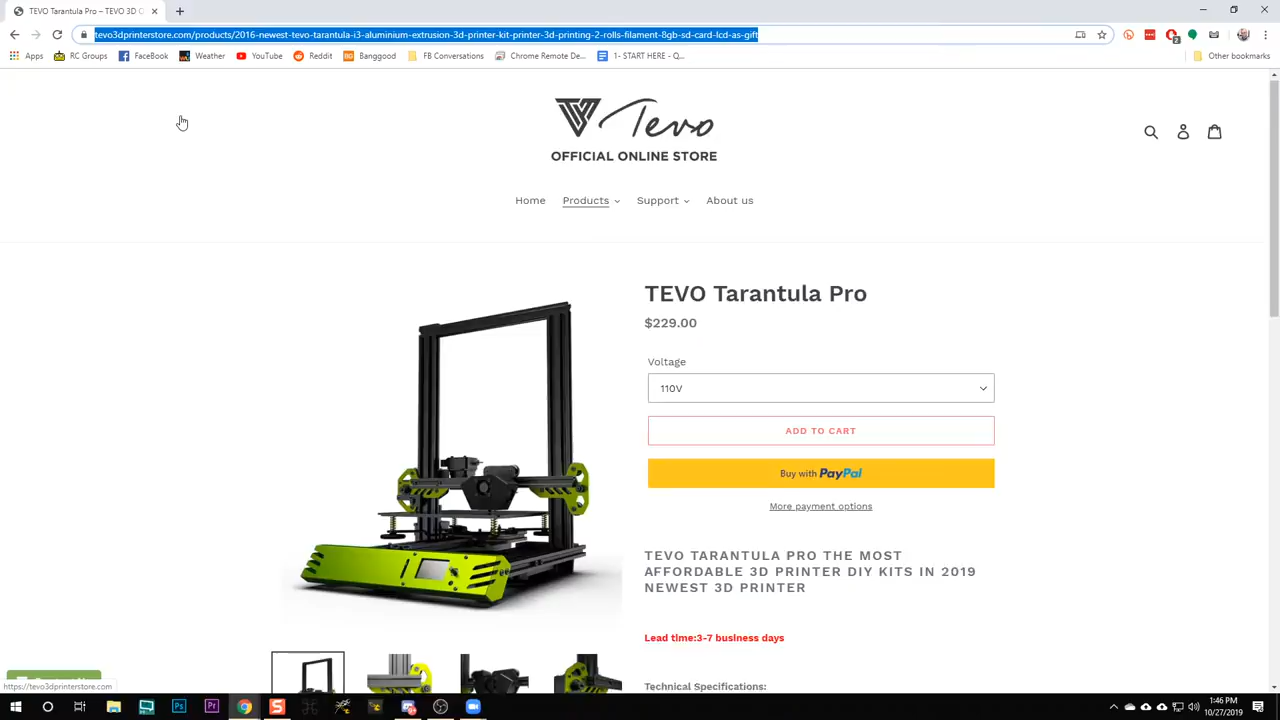 TEVO Tarantula Pro – TEVO 3D
tevo3dprinterstore.com/products/2016-newest-tevo-tarantula-i3-aluminium-extrusion-3d-printer-kit-printer-3d-printing-2-rolls-filament-8gb-sd-card-lcd-as-gift
Apps RC Groups FaceBook Weather YouTube Reddit Banggood FB Conversations Chrome Remote De... 1- START HERE - Q... Other bookmarks
Tevo
OFFICIAL ONLINE STORE
Home Products Support About us
TEVO Tarantula Pro
$229.00
Voltage
110V
ADD TO CART
Buy with PayPal
More payment options
TEVO TARANTULA PRO THE MOST
AFFORDABLE 3D PRINTER DIY KITS IN 2019
NEWEST 3D PRINTER
Lead time:3-7 business days
Technical Specifications:
https://tevo3dprinterstore.com
1:46 PM
10/27/2019